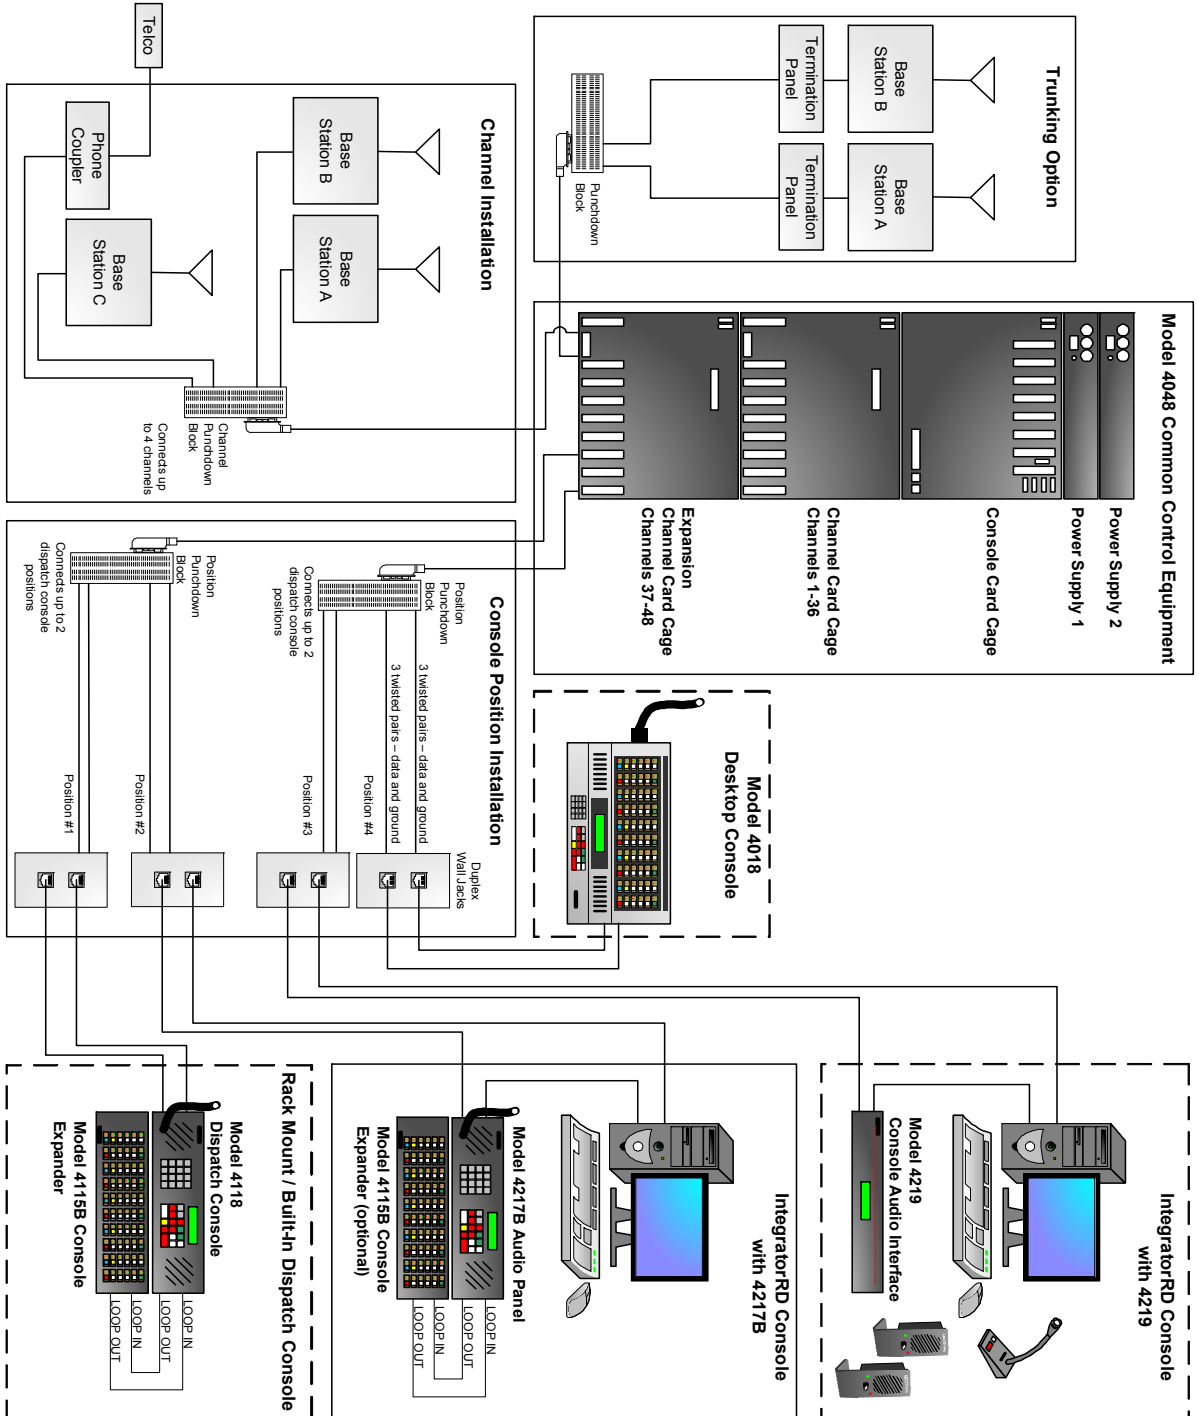 Trunking Option
Base
Station B
Termination
Panel
Base
Station A
Termination
Panel
Punchdown
Block
Telco
Channel Installation
Phone
Coupler
Base
Station B
Base
Station A
Base
Station C
Channel
Punchdown
Block
Connects up
to 4 channels
Model 4048 Common Control Equipment
Power Supply 2
Power Supply 1
Console Card Cage
Channel Card Cage
Channels 1-36
Expansion
Channel Card Cage
Channels 37-48
Console Position Installation
Position
Punchdown
Block
Connects up to 2
dispatch console
positions
Position
Punchdown
Block
Connects up to 2
dispatch console
positions
3 twisted pairs – data and ground
3 twisted pairs – data and ground
Position #4
Position #3
Position #2
Position #1
Duplex
Wall Jacks
Model 4018
Desktop Console
IntegratorRD Console
with 4219
Model 4219
Console Audio Interface
IntegratorRD Console
with 4217B
Model 4217B Audio Panel
Model 4115B Console
Expander (optional)
LOOP IN
LOOP OUT
LOOP IN
LOOP OUT
Rack Mount / Built-In Dispatch Console
Model 4118
Dispatch Console
Model 4115B Console
Expander
LOOP IN
LOOP OUT
LOOP IN
LOOP OUT